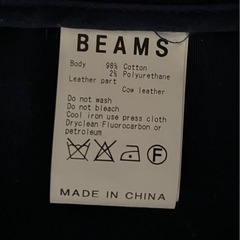 BEAMS
Body 98% Cotton
2% Polyurethane
Leather part
Cow leather
Do not wash
Do not bleach
Cool iron use press cloth
Dryclean Fluorocarbon or
petroleum
F
MADE IN CHINA